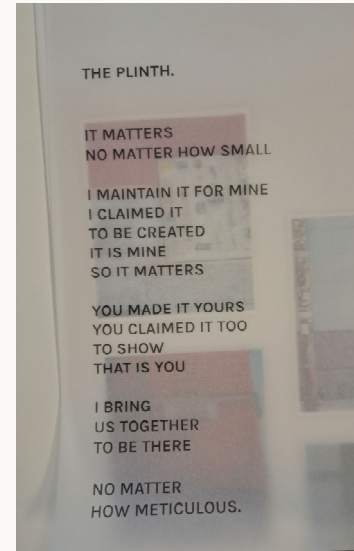 THE PLINTH.
IT MATTERS
NO MATTER HOW SMALL
I MAINTAIN IT FOR MINE
I CLAIMED IT
TO BE CREATED
IT IS MINE
SO IT MATTERS
YOU MADE IT YOURS
YOU CLAIMED IT TOO
TO SHOW
THAT IS YOU
I BRING
US TOGETHER
TO BE THERE
NO MATTER
HOW METICULOUS.